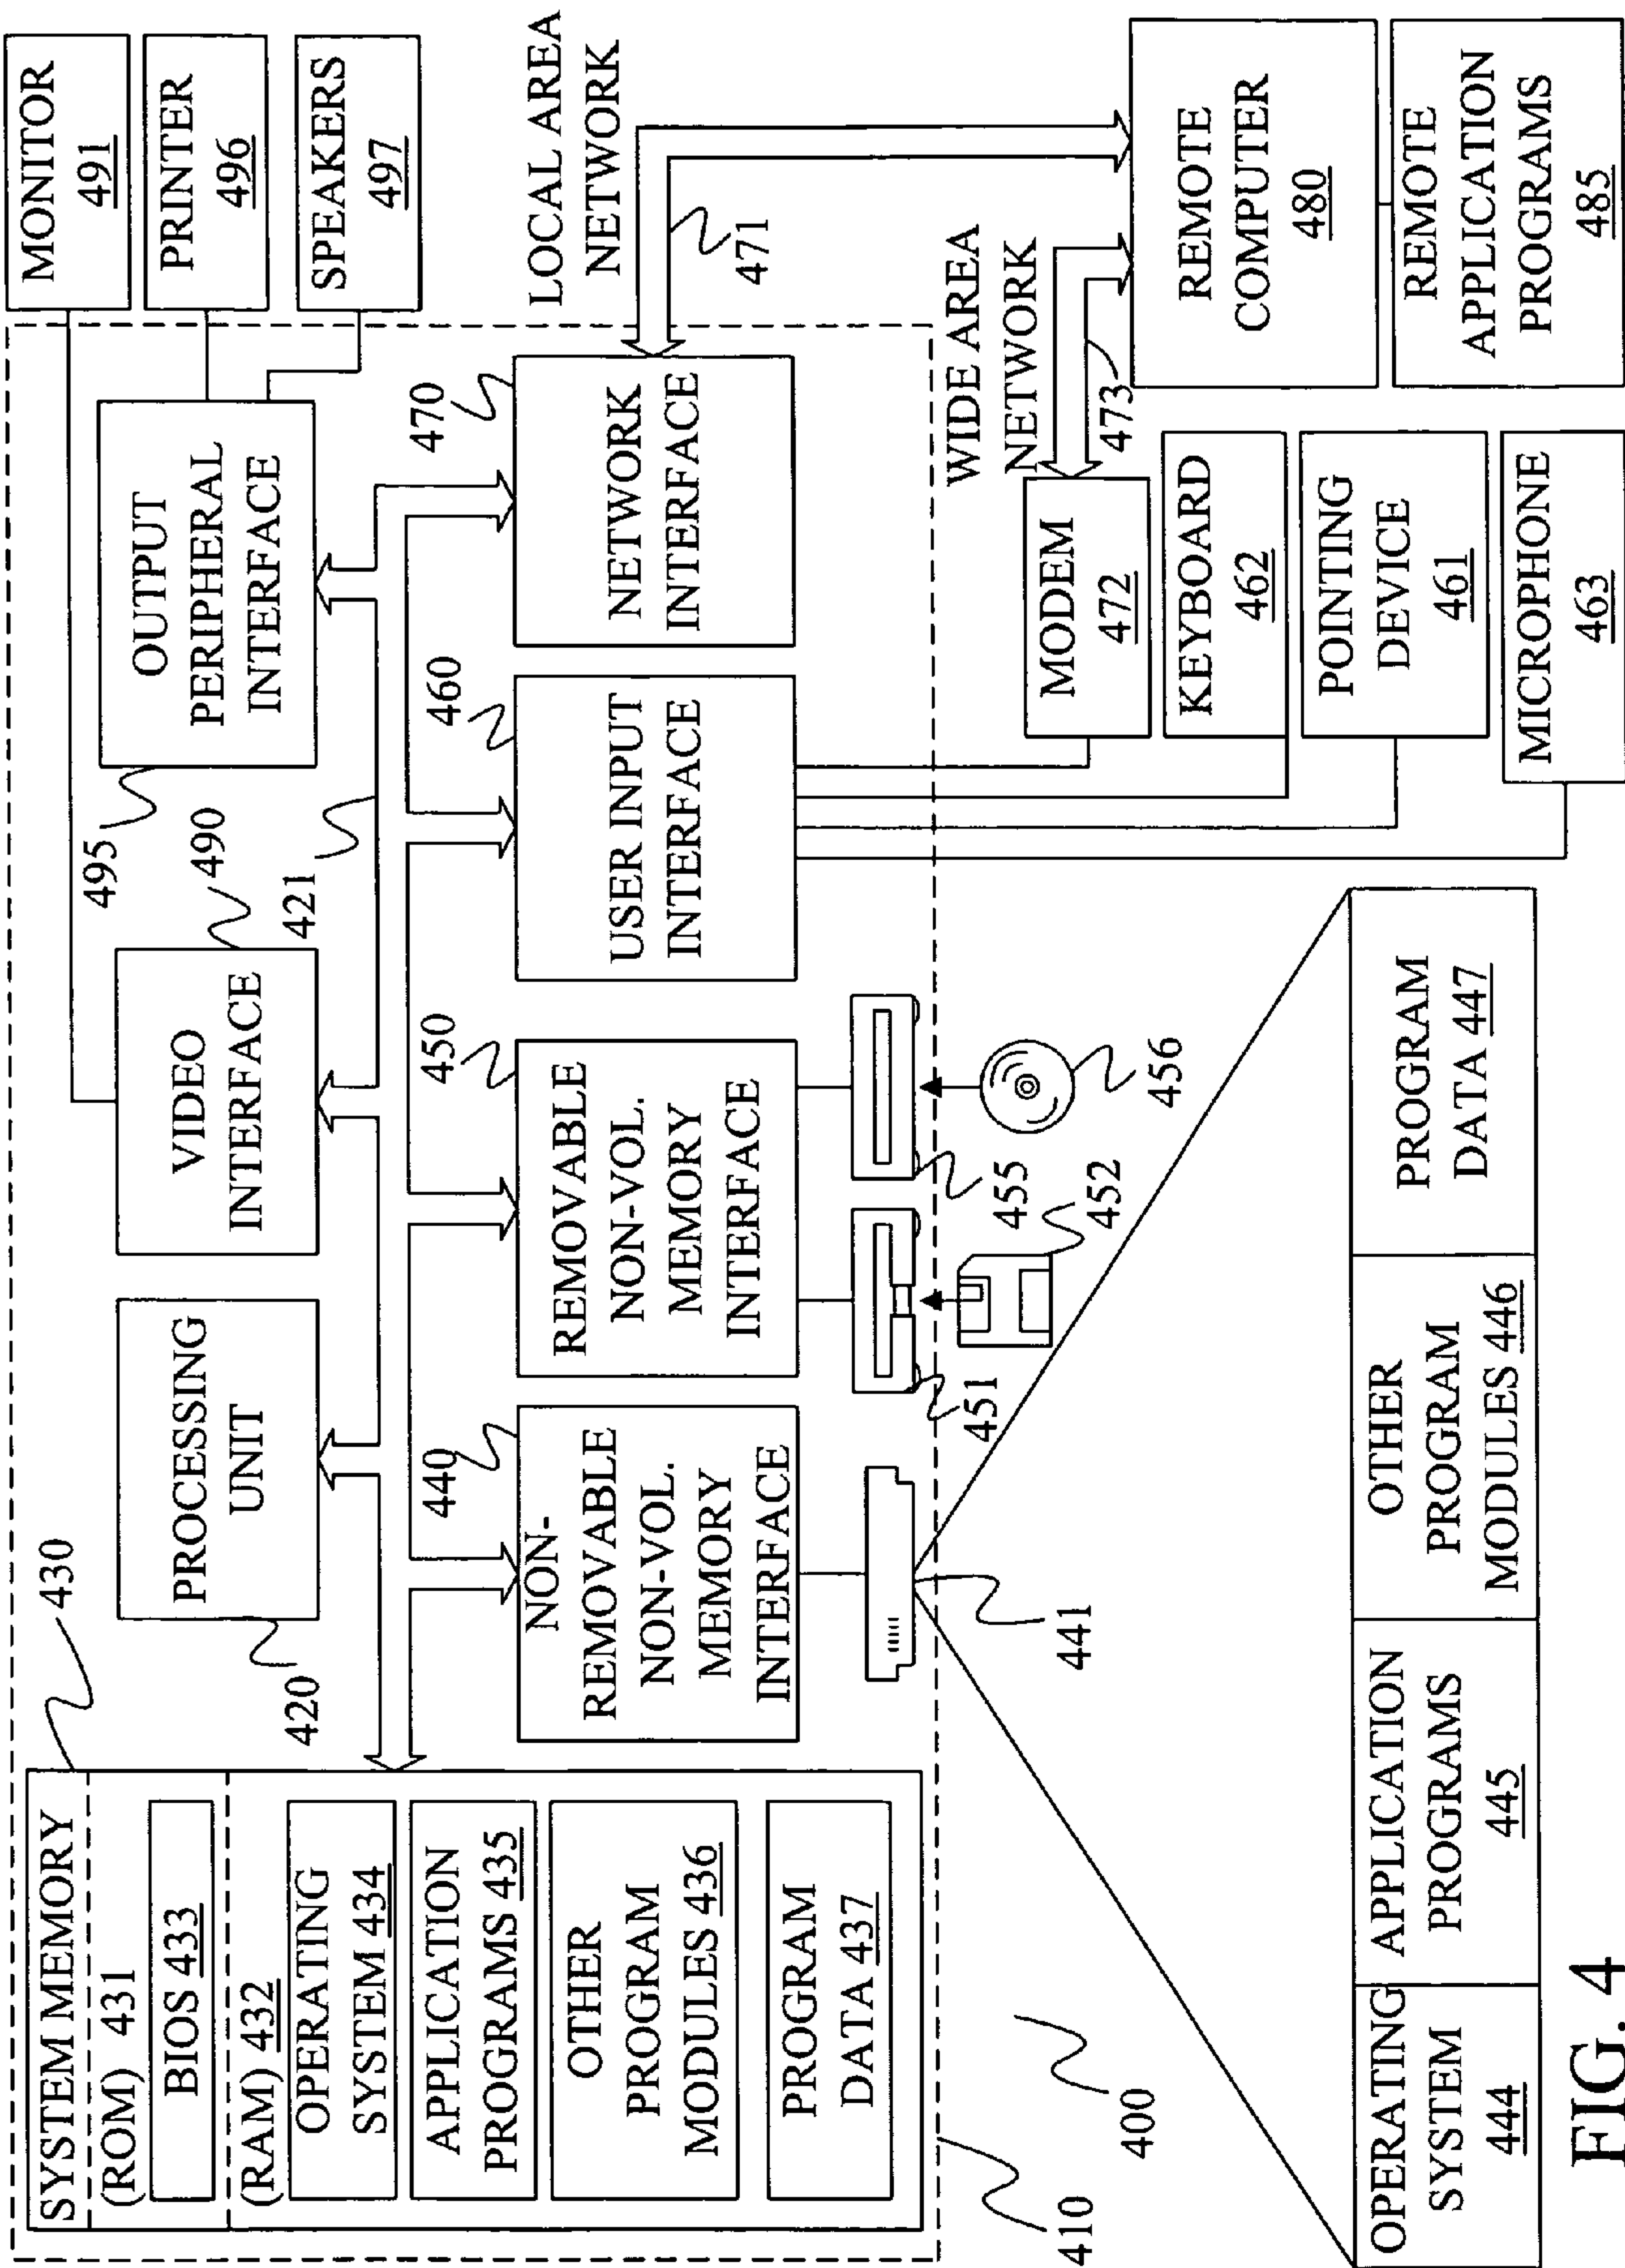 SYSTEM MEMORY
(ROM) 431
BIOS 433
(RAM) 432
OPERATING
SYSTEM 434
APPLICATION
PROGRAMS 435
OTHER
PROGRAM
MODULES 436
PROGRAM
DATA 437
430
PROCESSING
UNIT
420
VIDEO
INTERFACE
490
421
OUTPUT
PERIPHERAL
INTERFACE
495
MONITOR
491
PRINTER
496
SPEAKERS
497
440
NON-
REMOVABLE
NON-VOL.
MEMORY
INTERFACE
450
REMOVABLE
NON-VOL.
MEMORY
INTERFACE
460
USER INPUT
INTERFACE
470
NETWORK
INTERFACE
LOCAL AREA
NETWORK
471
441
451
452
455
456
WIDE AREA
NETWORK
473
MODEM
472
KEYBOARD
462
POINTING
DEVICE
461
MICROPHONE
463
REMOTE
COMPUTER
480
REMOTE
APPLICATION
PROGRAMS
485
410
400
OPERATING
SYSTEM
444
APPLICATION
PROGRAMS
445
OTHER
PROGRAM
MODULES 446
PROGRAM
DATA 447
FIG. 4